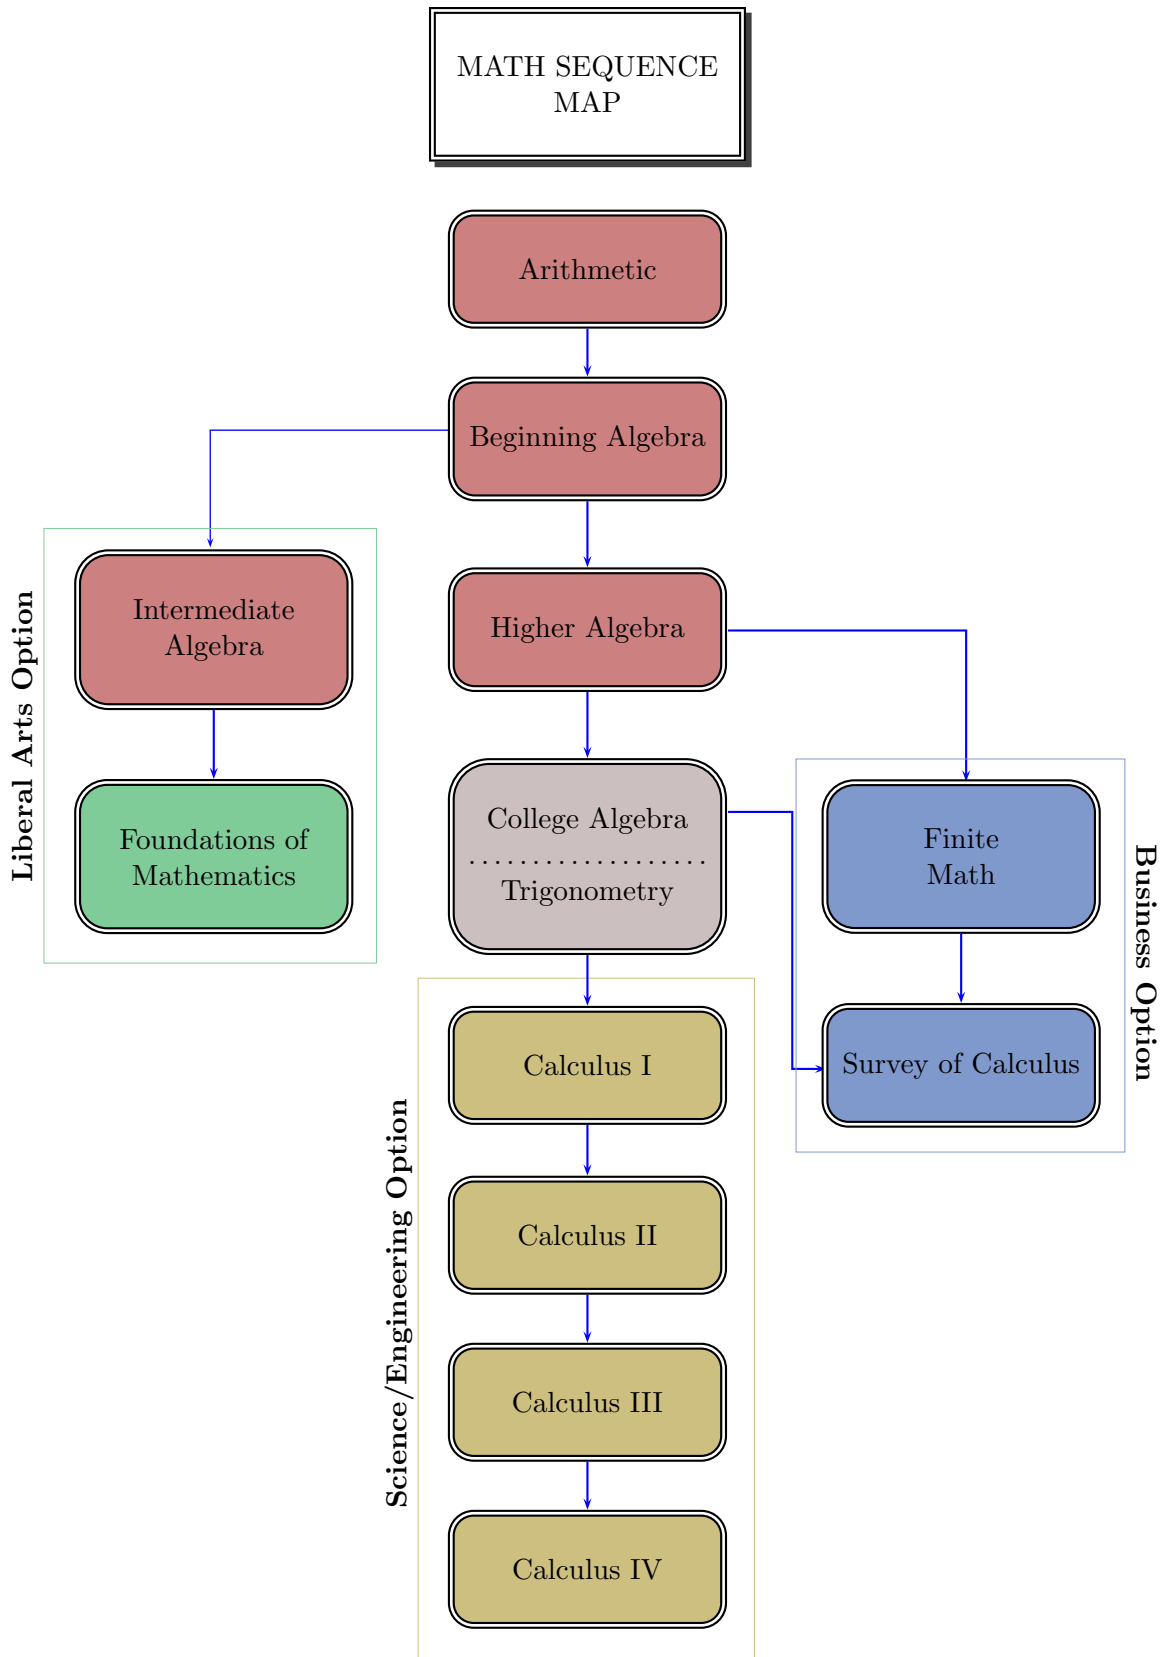 MATH SEQUENCE
MAP
Arithmetic
Beginning Algebra
Liberal Arts Option
Intermediate
Algebra
Higher Algebra
Foundations of
Mathematics
College Algebra
...................
Trigonometry
Finite
Math
Business Option
Survey of Calculus
Science/Engineering Option
Calculus I
Calculus II
Calculus III
Calculus IV